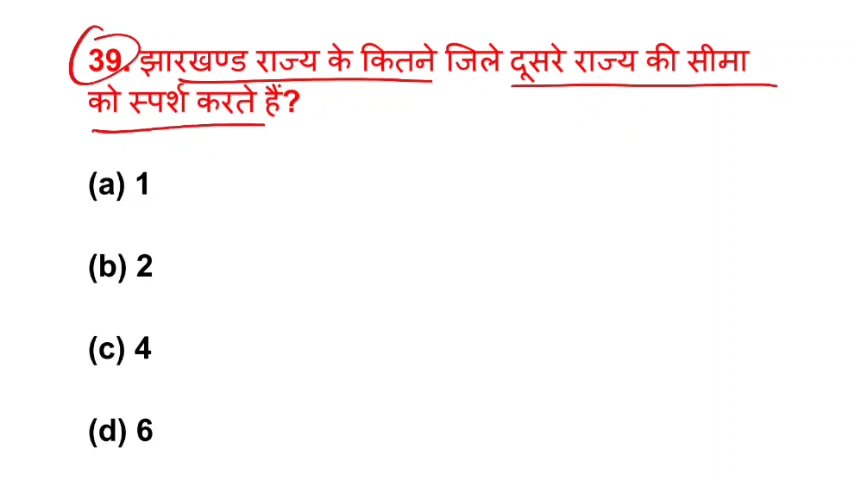 39. झारखण्ड राज्य के कितने जिले दूसरे राज्य की सीमा
को स्पर्श करते हैं?
(a) 1
(b) 2
(c) 4
(d) 6